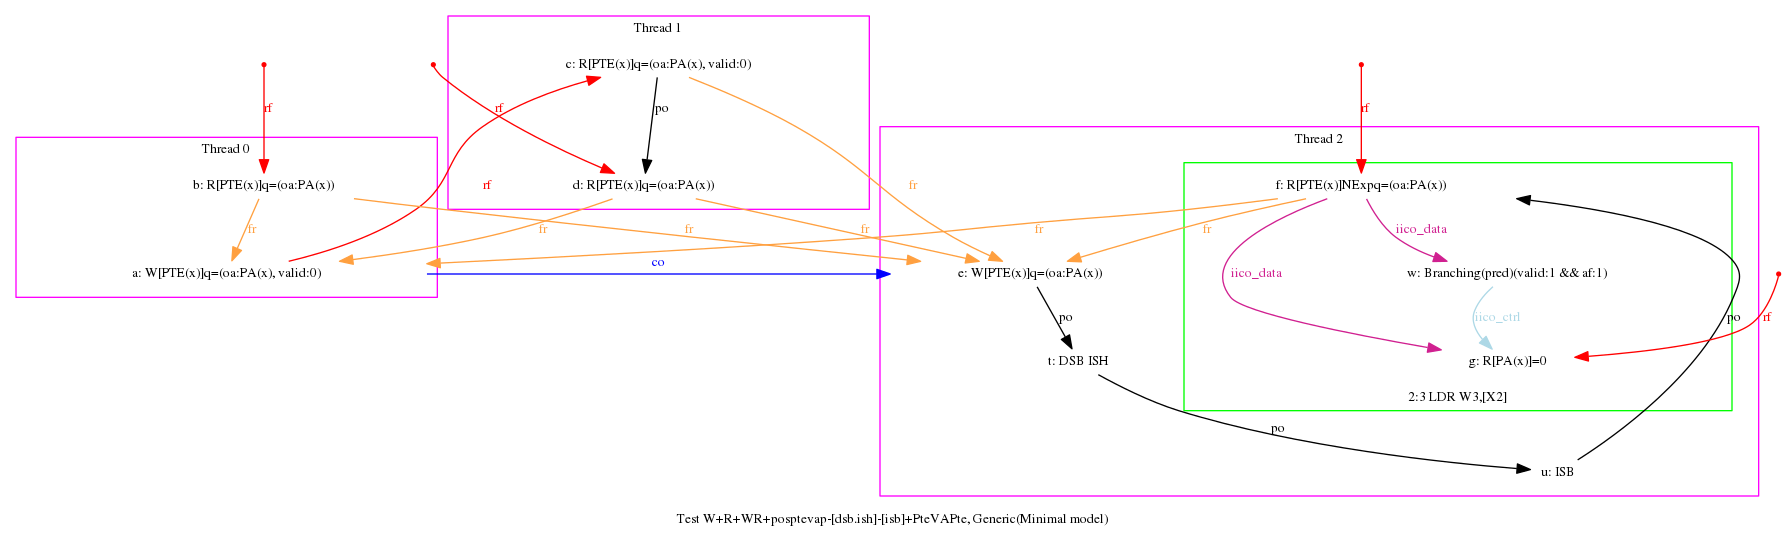 Thread 1
c: R[PTE(x)]q=(oa:PA(x), valid:0)
rf
rf
po
rf
Thread 2
Thread 0
b: R[PTE(x)]q=(oa:PA(x))
rf
d: R[PTE(x)]q=(oa:PA(x))
fr
f: R[PTE(x)]NExpq=(oa:PA(x))
fr
fr
fr
fr
fr
fr
iico_data
co
a: W[PTE(x)]q=(oa:PA(x), valid:0)
e: W[PTE(x)]q=(oa:PA(x))
iico_data
w: Branching(pred)(valid:1 && af:1)
po
iico_ctrl
po
rf
t: DSB ISH
g: R[PA(x)]=0
2:3 LDR W3,[X2]
po
u: ISB
Test W+R+WR+posptevap-[dsb.ish]-[isb]+PteVAPte, Generic(Minimal model)